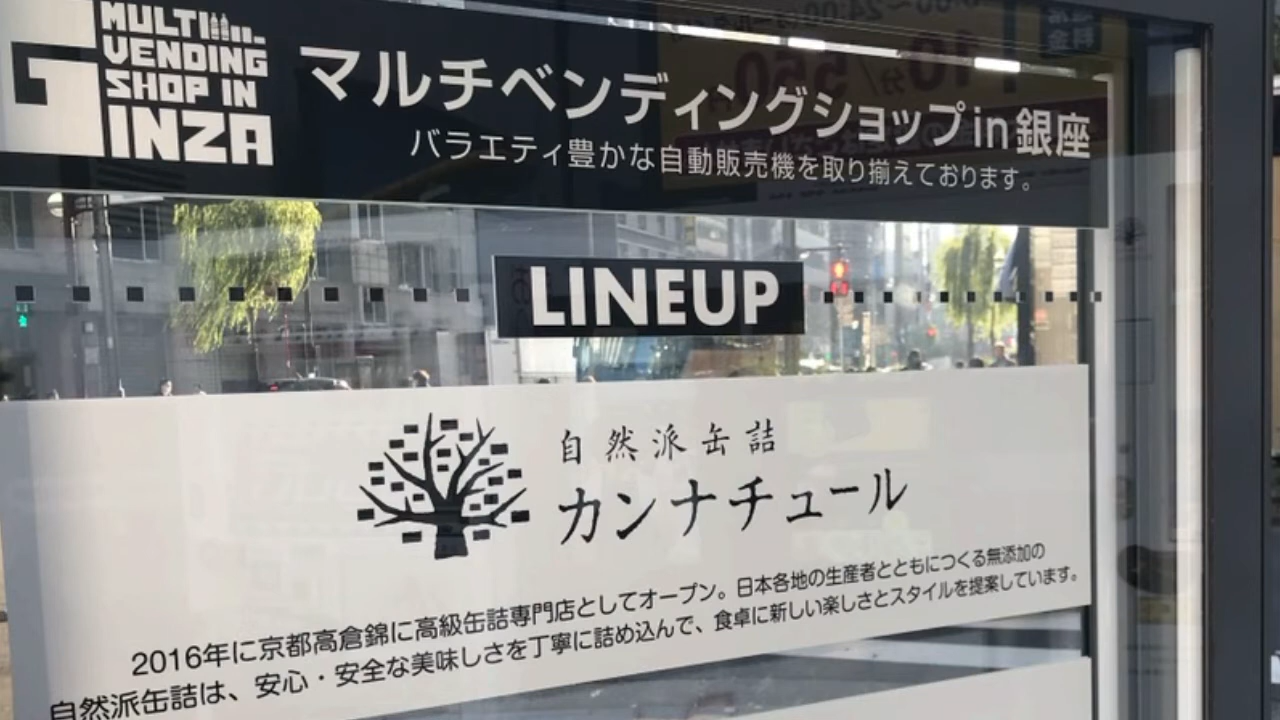 MULTI
VENDING
SHOP IN
GINZA
マルチベンディングショップin銀座
バラエティ豊かな自動販売機を取り揃えております。
LINEUP
自然派缶詰
カンナチュール
2016年に京都高倉錦に高級缶詰専門店としてオープン。日本各地の生産者とともにつくる無添加の
自然派缶詰は、安心・安全な美味しさを丁寧に詰め込んで、食卓に新しい楽しさとスタイルを提案しています。